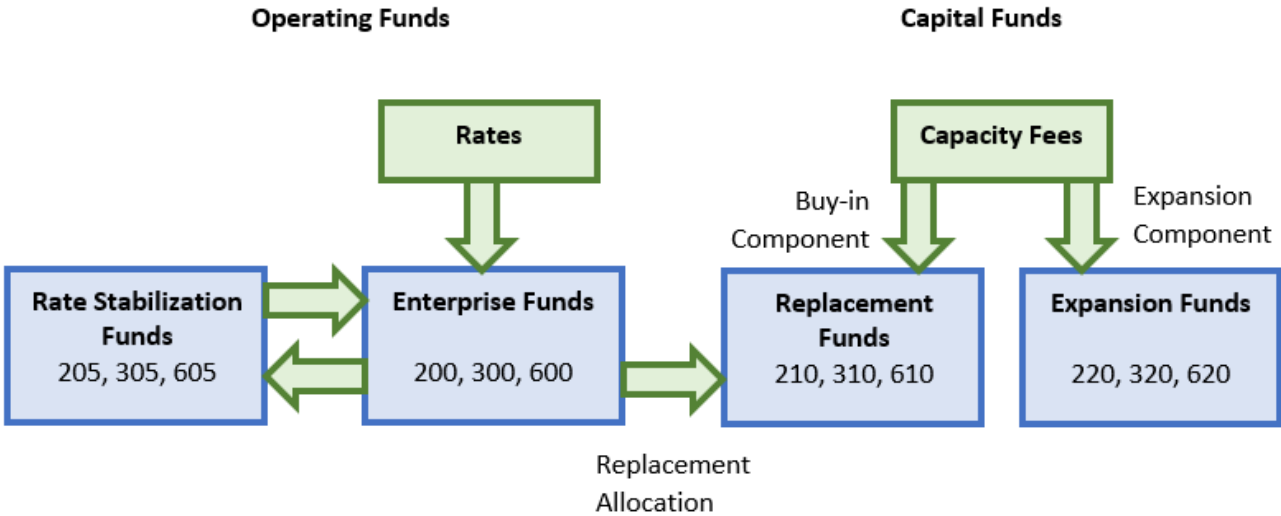 Operating Funds
Capital Funds
Rates
Capacity Fees
Buy-in
Component
Expansion
Component
Rate Stabilization
Funds
205, 305, 605
Enterprise Funds
200, 300, 600
Replacement
Funds
210, 310, 610
Expansion Funds
220, 320, 620
Replacement
Allocation